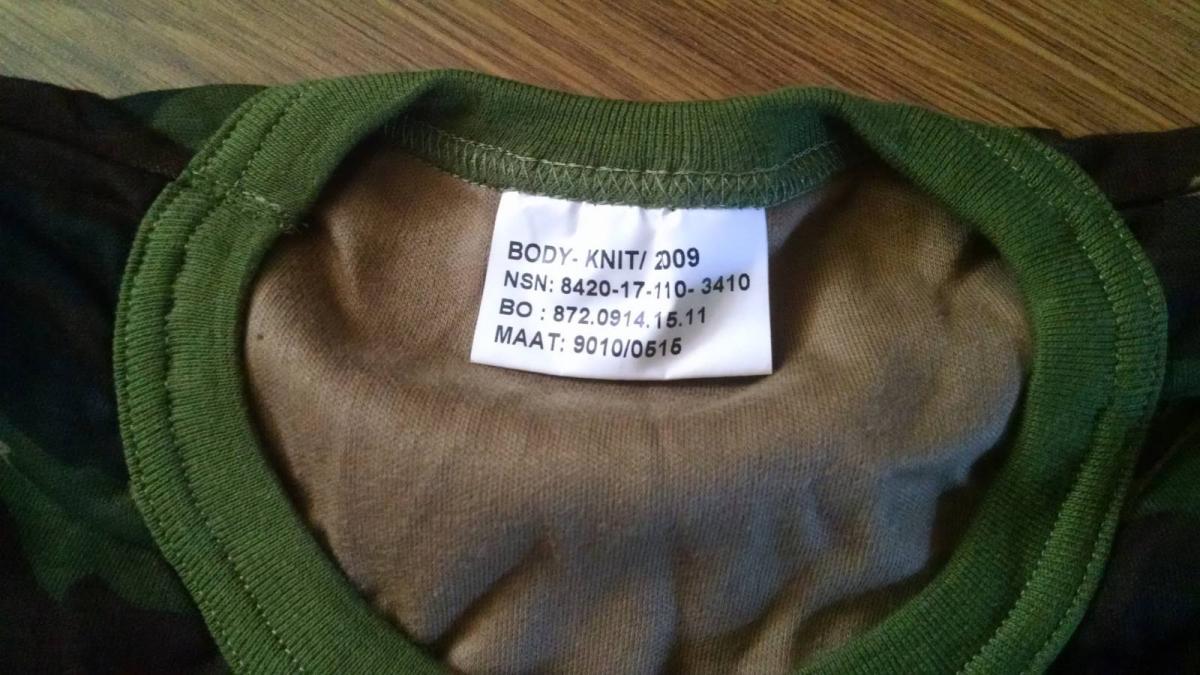 BODY- KNIT/ 2009
NSN: 8420-17-110- 3410
BO : 872.0914.15.11
MAAT: 9010/0515